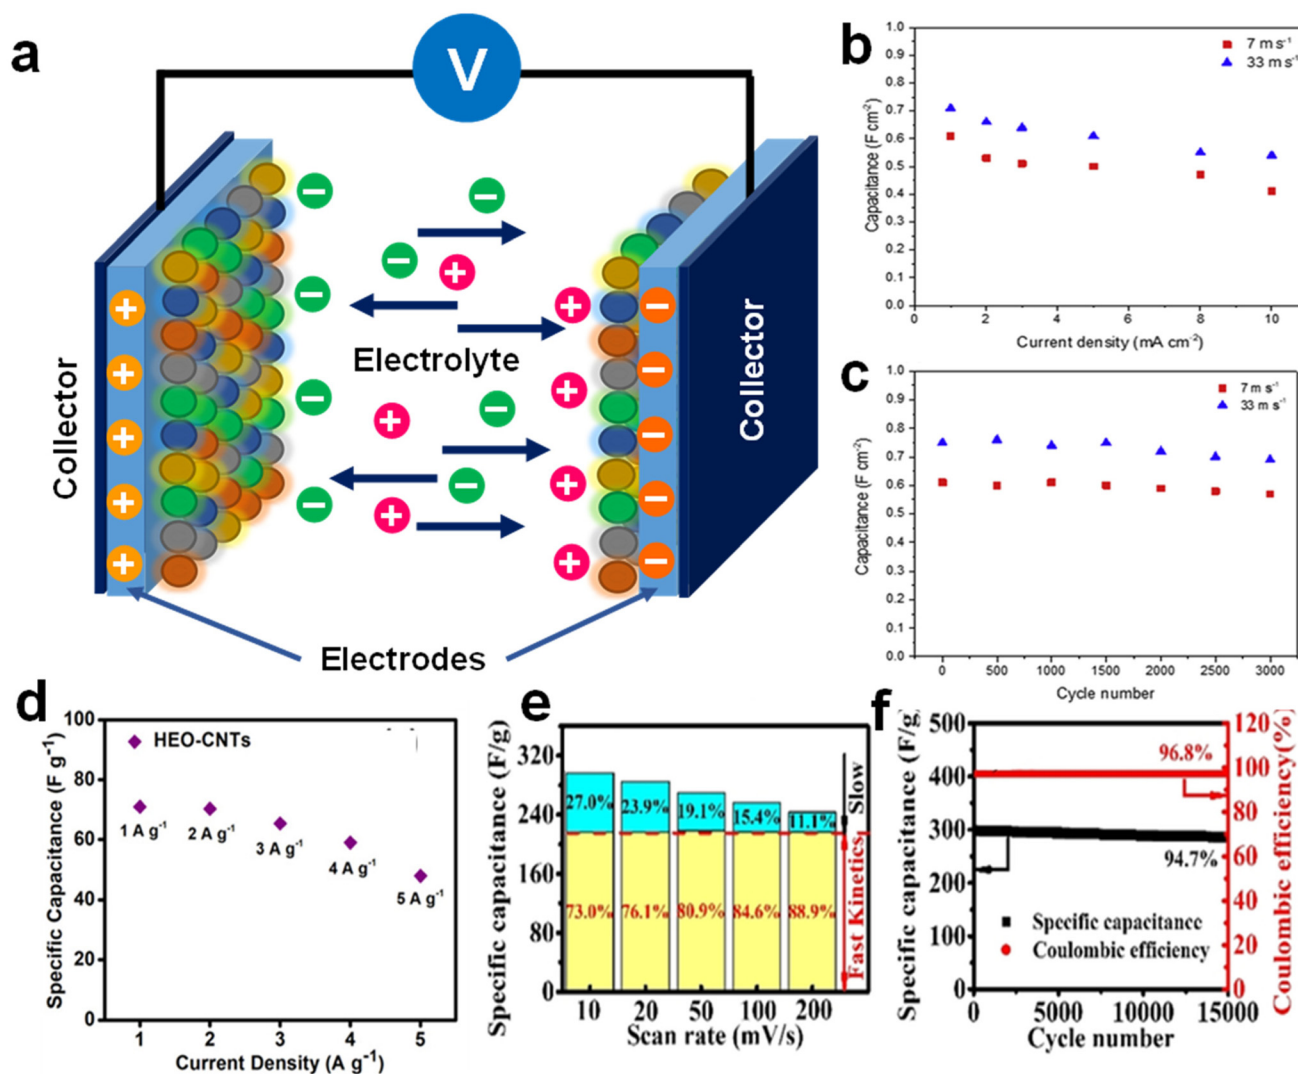 a
V
+
−
Collector
Electrolyte
Collector
Electrodes
b
7 m s⁻¹
33 m s⁻¹
Capacitance (F cm⁻²)
1.0
0.9
0.8
0.7
0.6
0.5
0.4
0.3
0.2
0.1
0.0
0 2 4 6 8 10
Current density (mA cm⁻²)
c
7 m s⁻¹
33 m s⁻¹
Capacitance (F cm⁻²)
1.0
0.9
0.8
0.7
0.6
0.5
0.4
0.3
0.2
0.1
0.0
0 500 1000 1500 2000 2500 3000
Cycle number
d
HEO-CNTs
Specific Capacitance (F g⁻¹)
100
80
60
40
20
0
1 A g⁻¹
2 A g⁻¹
3 A g⁻¹
4 A g⁻¹
5 A g⁻¹
1 2 3 4 5
Current Density (A g⁻¹)
e
Specific capacitance (F/g)
360
320
240
160
80
0
27.0% 23.9% 19.1% 15.4% 11.1%
73.0% 76.1% 80.9% 84.6% 88.9%
Slow
Fast Kinetics
10 20 50 100 200
Scan rate (mV/s)
f
Specific capacitance (F/g)
500
400
300
200
100
0
96.8%
94.7%
Specific capacitance
Coulombic efficiency
Coulombic efficiency(%)
120
100
80
60
40
20
0
0 5000 10000 15000
Cycle number